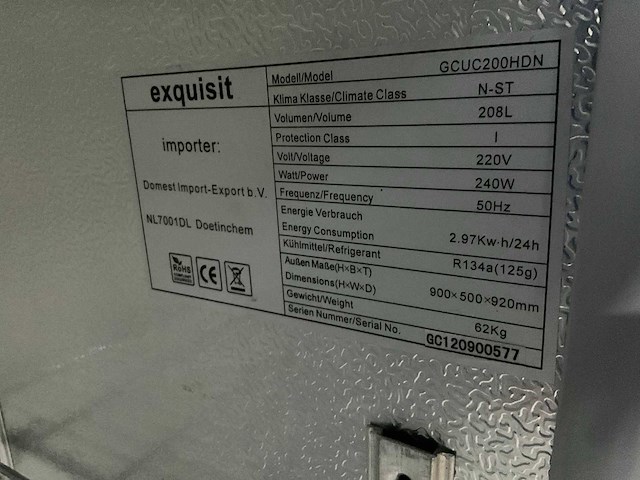 exquisit
importer:
Domest Import-Export b.V.
NL7001DL Doetinchem
RoHS
CE
Modell/Model GCUC200HDN
Klima Klasse/Climate Class N-ST
Volumen/Volume 208L
Protection Class I
Volt/Voltage 220V
Watt/Power 240W
Frequenz/Frequency 50Hz
Energie Verbrauch
Energy Consumption 2.97Kw·h/24h
Kühlmittel/Refrigerant R134a(125g)
Außen Maße(H×B×T)
Dimensions(H×W×D) 900×500×920mm
Gewicht/Weight 62Kg
Serien Nummer/Serial No. GC120900577